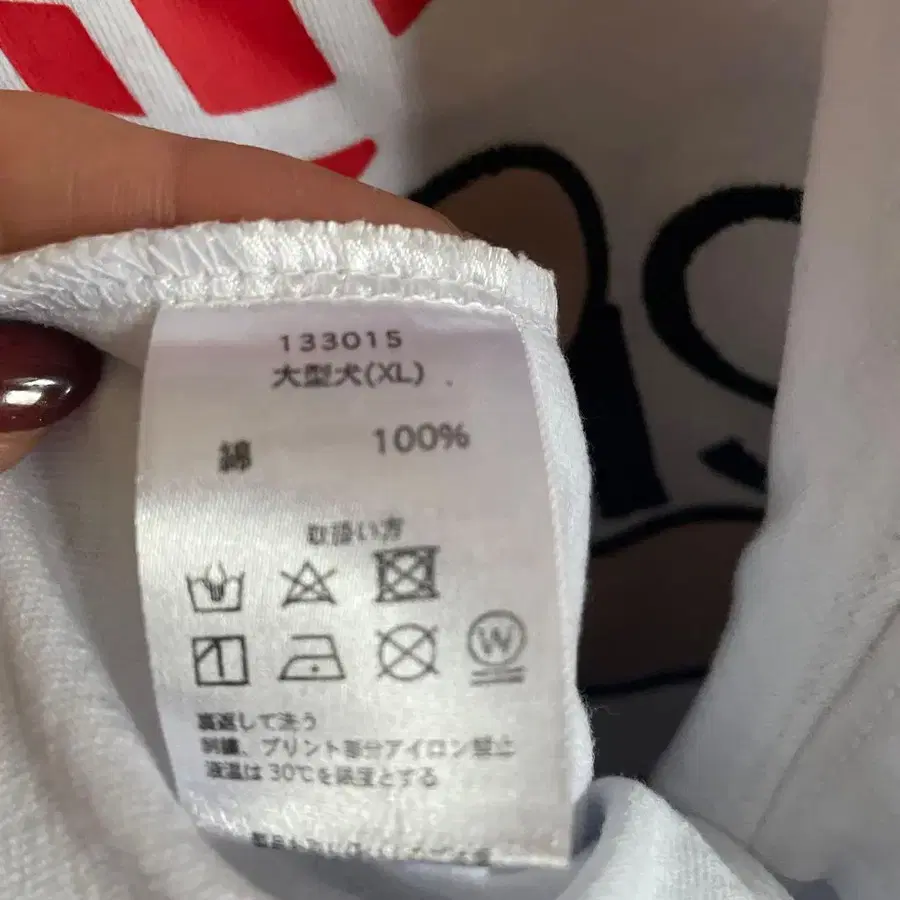 133015
大型犬(XL)
綿 100%
取扱い方
W
裏返して洗う
刺繍、プリント部分アイロン禁止
液温は30℃を限度とする